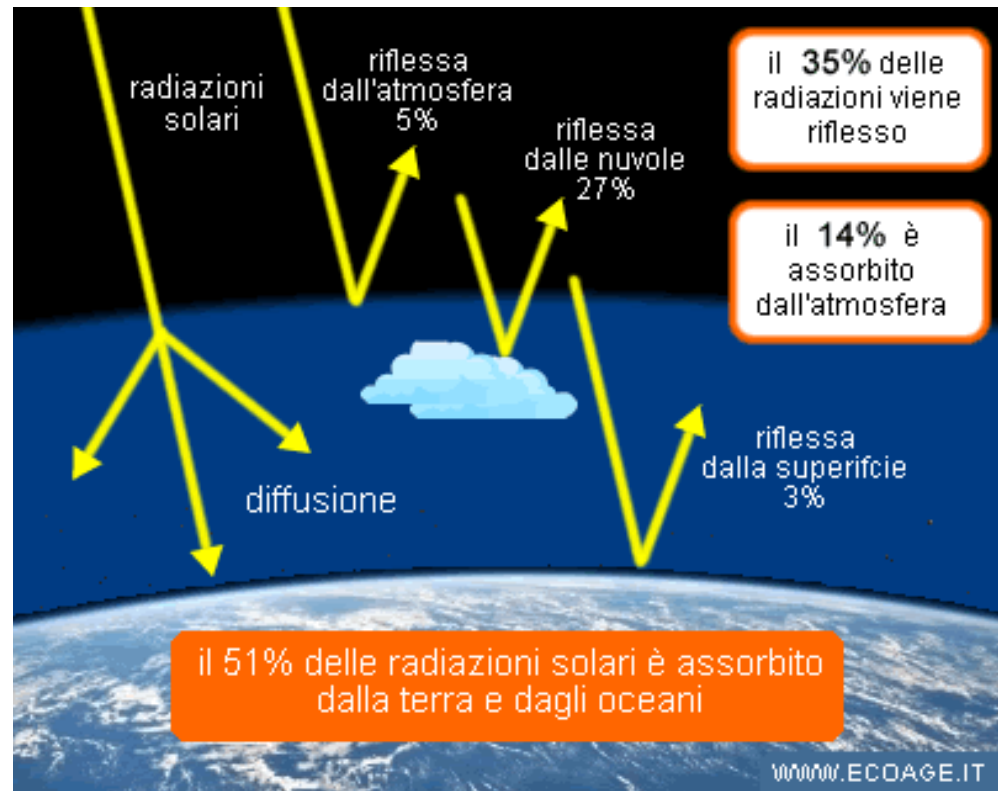 radiazioni
solari
riflessa
dall'atmosfera
5%
riflessa
dalle nuvole
27%
il 35% delle
radiazioni viene
riflesso
il 14% è
assorbito
dall'atmosfera
riflessa
dalla superifcie
3%
diffusione
il 51% delle radiazioni solari è assorbito
dalla terra e dagli oceani
WWW.ECOAGE.IT